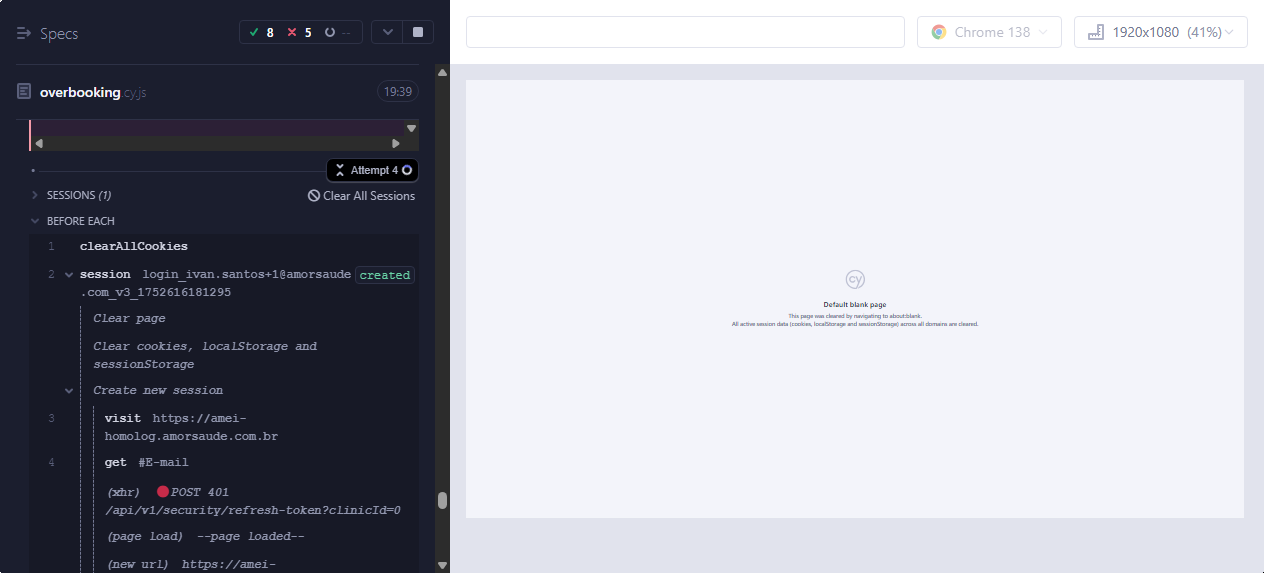 Specs
8 5 --
Chrome 138
1920x1080 (41%)
overbooking.cy.js
19:39
Attempt 4
SESSIONS (1)
Clear All Sessions
BEFORE EACH
1 clearAllCookies
2 session login_ivan.santos+1@amorsaude
.com_v3_1752616181295
created
Clear page
Clear cookies, localStorage and
sessionStorage
Create new session
3 visit https://amei-
homolog.amorsaude.com.br
4 get #E-mail
(xhr) POST 401
/api/v1/security/refresh-token?clinicId=0
(page load) --page loaded--
(new url) https://amei-
cy
Default blank page
This page was cleared by navigating to about:blank.
All active session data (cookies, localStorage and sessionStorage) across all domains are cleared.